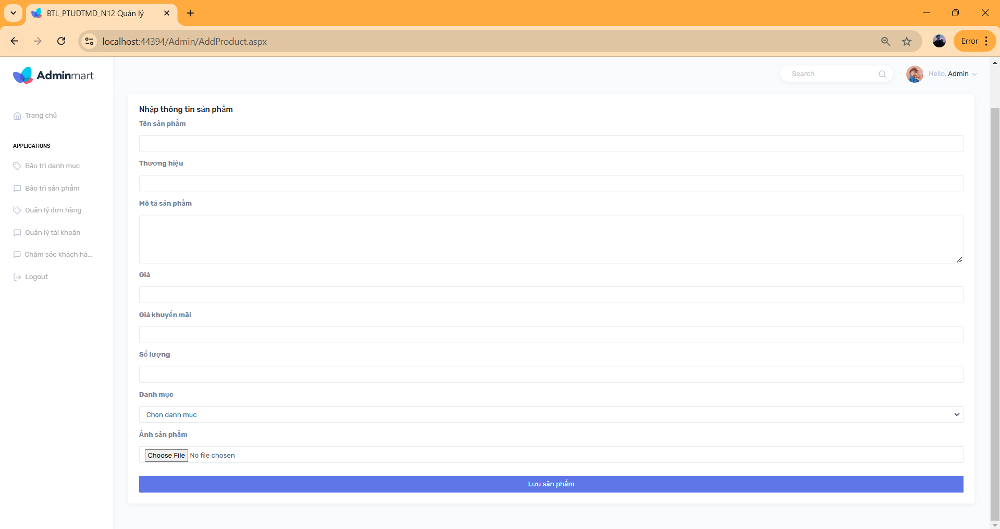 BTL_PTUDTMD_N12 Quản lý
localhost:44394/Admin/AddProduct.aspx
Error
Adminmart
Search
Hello, Admin
Trang chủ
APPLICATIONS
Bảo trì danh mục
Bảo trì sản phẩm
Quản lý đơn hàng
Quản lý tài khoản
Chăm sóc khách hà...
Logout
Nhập thông tin sản phẩm
Tên sản phẩm
Thương hiệu
Mô tả sản phẩm
Giá
Giá khuyến mãi
Số lượng
Danh mục
Chọn danh mục
Ảnh sản phẩm
Choose File No file chosen
Lưu sản phẩm